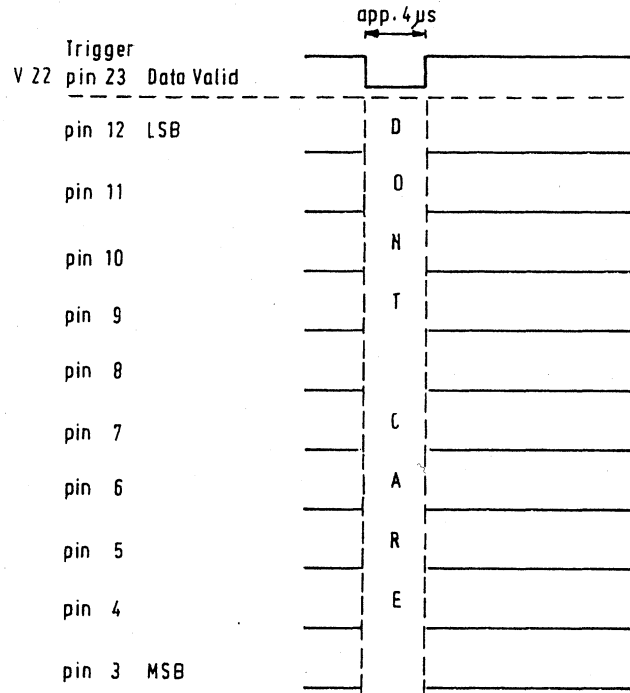 app. 4 µs
Trigger
V 22 pin 23 Data Valid
pin 12 LSB
D
pin 11
O
pin 10
N
pin 9
T
pin 8
pin 7
C
pin 6
A
pin 5
R
pin 4
E
pin 3 MSB